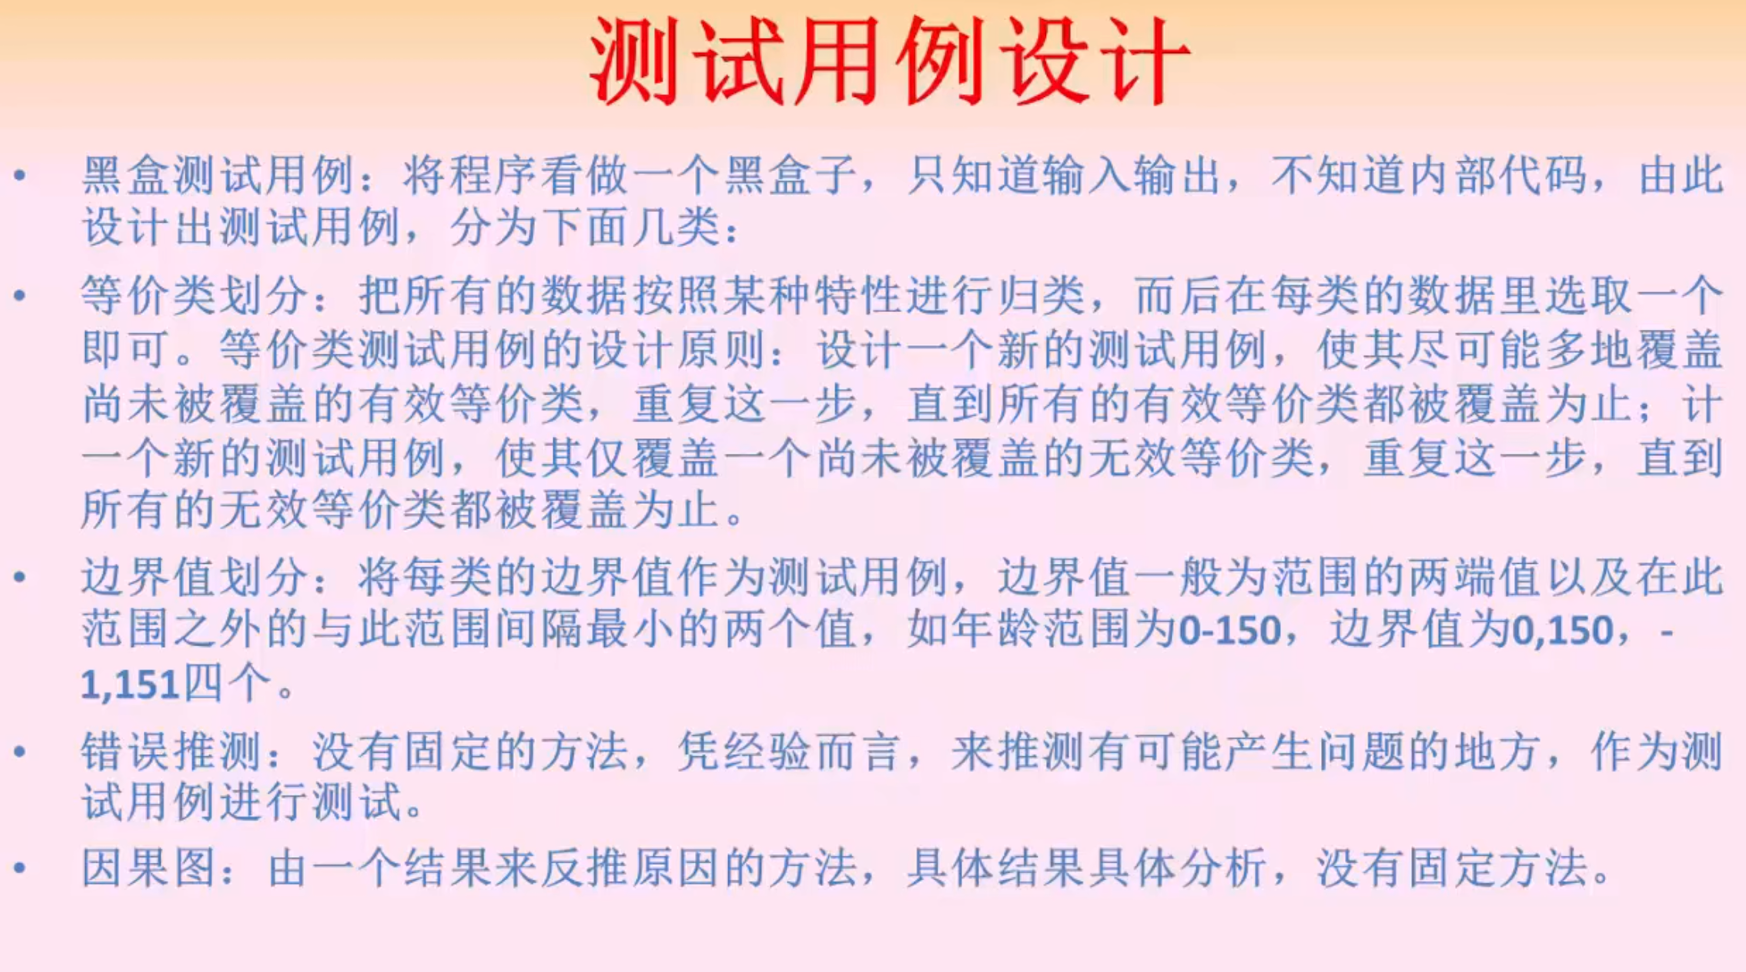 测试用例设计
• 黑盒测试用例：将程序看做一个黑盒子，只知道输入输出，不知道内部代码，由此
设计出测试用例，分为下面几类：
• 等价类划分：把所有的数据按照某种特性进行归类，而后在每类的数据里选取一个
即可。等价类测试用例的设计原则：设计一个新的测试用例，使其尽可能多地覆盖
尚未被覆盖的有效等价类，重复这一步，直到所有的有效等价类都被覆盖为止；计
一个新的测试用例，使其仅覆盖一个尚未被覆盖的无效等价类，重复这一步，直到
所有的无效等价类都被覆盖为止。
• 边界值划分：将每类的边界值作为测试用例，边界值一般为范围的两端值以及在此
范围之外的与此范围间隔最小的两个值，如年龄范围为0-150，边界值为0,150，-
1,151四个。
• 错误推测：没有固定的方法，凭经验而言，来推测有可能产生问题的地方，作为测
试用例进行测试。
• 因果图：由一个结果来反推原因的方法，具体结果具体分析，没有固定方法。